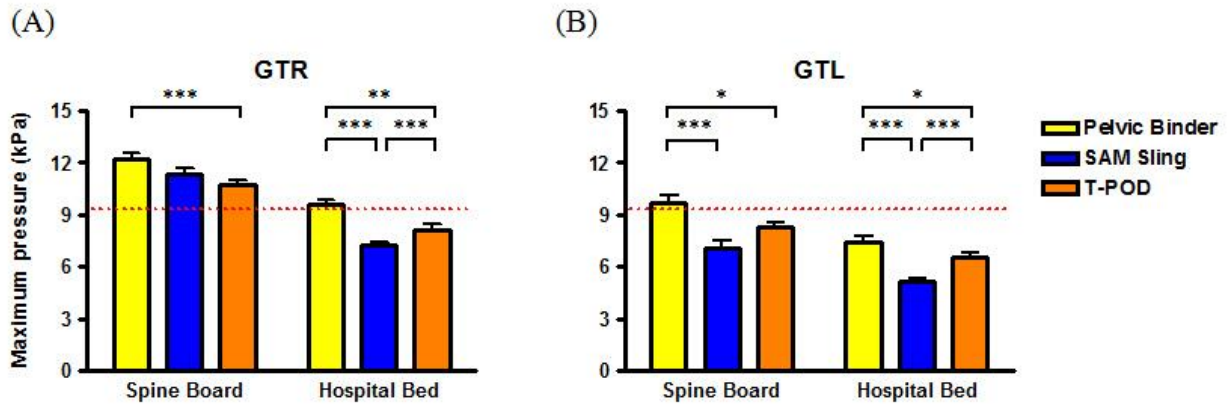 (A)
(B)
GTR
GTL
Maximum pressure (kPa)
15
12
9
6
3
0
***
**
***
***
Spine Board
Hospital Bed
15
12
9
6
3
0
*
***
*
***
***
Spine Board
Hospital Bed
Pelvic Binder
SAM Sling
T-POD